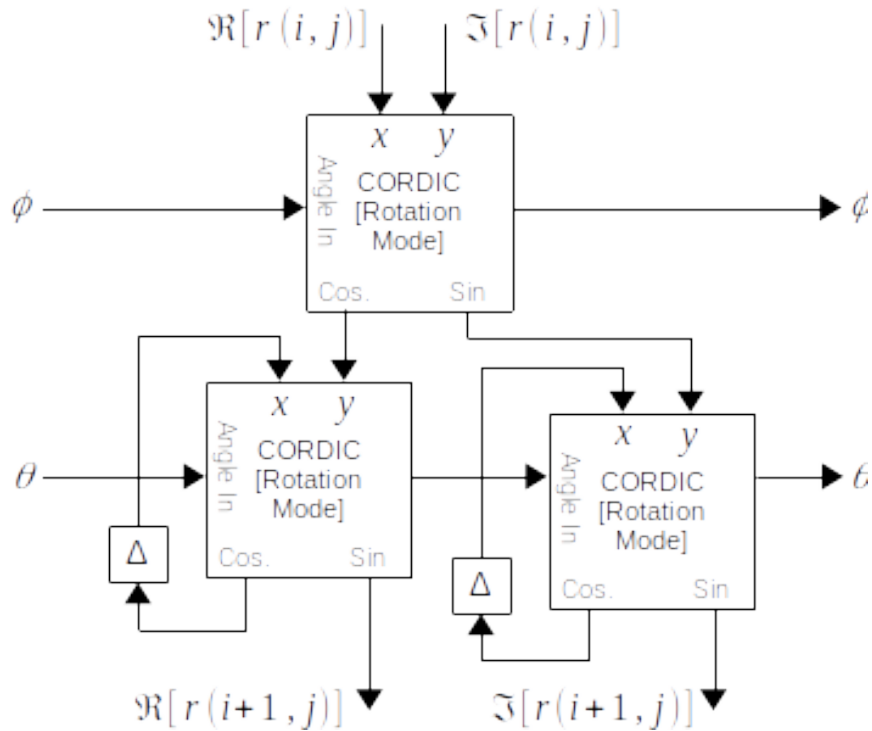 ℜ[r(i,j)] ℑ[r(i,j)]
x y
Angle In
CORDIC
[Rotation
Mode]
ϕ ϕ
Cos. Sin
x y
Angle In
CORDIC
[Rotation
Mode]
θ
Δ
Cos. Sin
x y
Angle In
CORDIC
[Rotation
Mode]
θ
Δ
Cos. Sin
ℜ[r(i+1,j)] ℑ[r(i+1,j)]